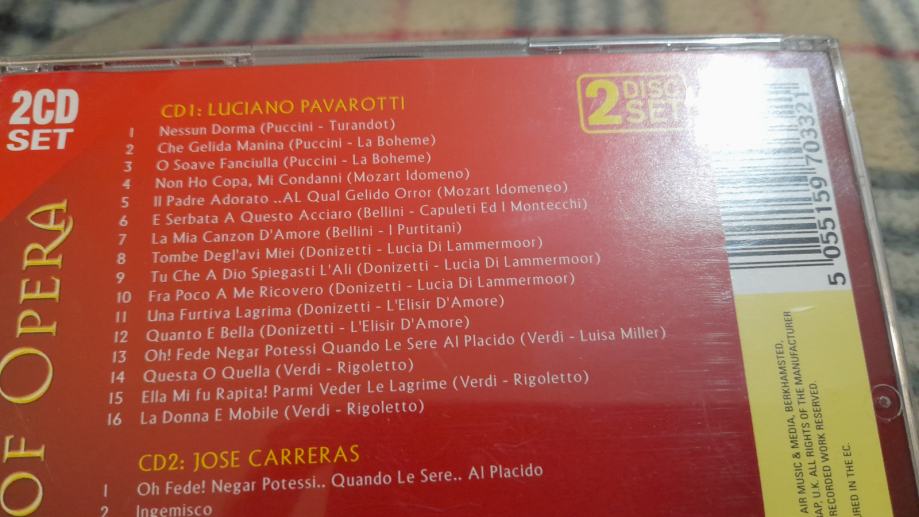 2CD
SET
OF OPERA
CD1: LUCIANO PAVAROTTI
1 Nessun Dorma (Puccini - Turandot)
2 Che Gelida Manina (Puccini - La Boheme)
3 O Soave Fanciulla (Puccini - La Boheme)
4 Non Ho Copa, Mi Condanni (Mozart Idomeno)
5 Il Padre Adorato ..AL Qual Gelido Orror (Mozart Idomeneo)
6 E Serbata A Questo Acciaro (Bellini - Capuleti Ed I Montecchi)
7 La Mia Canzon D'Amore (Bellini - I Purtitani)
8 Tombe Degl'avi Miei (Donizetti - Lucia Di Lammermoor)
9 Tu Che A Dio Spiegasti L'Ali (Donizetti - Lucia Di Lammermoor)
10 Fra Poco A Me Ricovero (Donizetti - Lucia Di Lammermoor)
11 Una Furtiva Lagrima (Donizetti - L'Elisir D'Amore)
12 Quanto E Bella (Donizetti - L'Elisir D'Amore)
13 Oh! Fede Negar Potessi Quando Le Sere Al Placido (Verdi - Luisa Miller)
14 Questa O Quella (Verdi - Rigoletto)
15 Ella Mi fu Rapita! Parmi Veder Le Lagrime (Verdi - Rigoletto)
16 La Donna E Mobile (Verdi - Rigoletto)
CD2: JOSE CARRERAS
1 Oh Fede! Negar Potessi.. Quando Le Sere.. Al Placido
2 Ingemisco
2 DISC
SET
5 055159 703321
AIR MUSIC & MEDIA, BERKHAMSTED,
U.K. ALL RIGHTS OF THE MANUFACTURER
RECORDED WORK RESERVED.
IN THE EC.